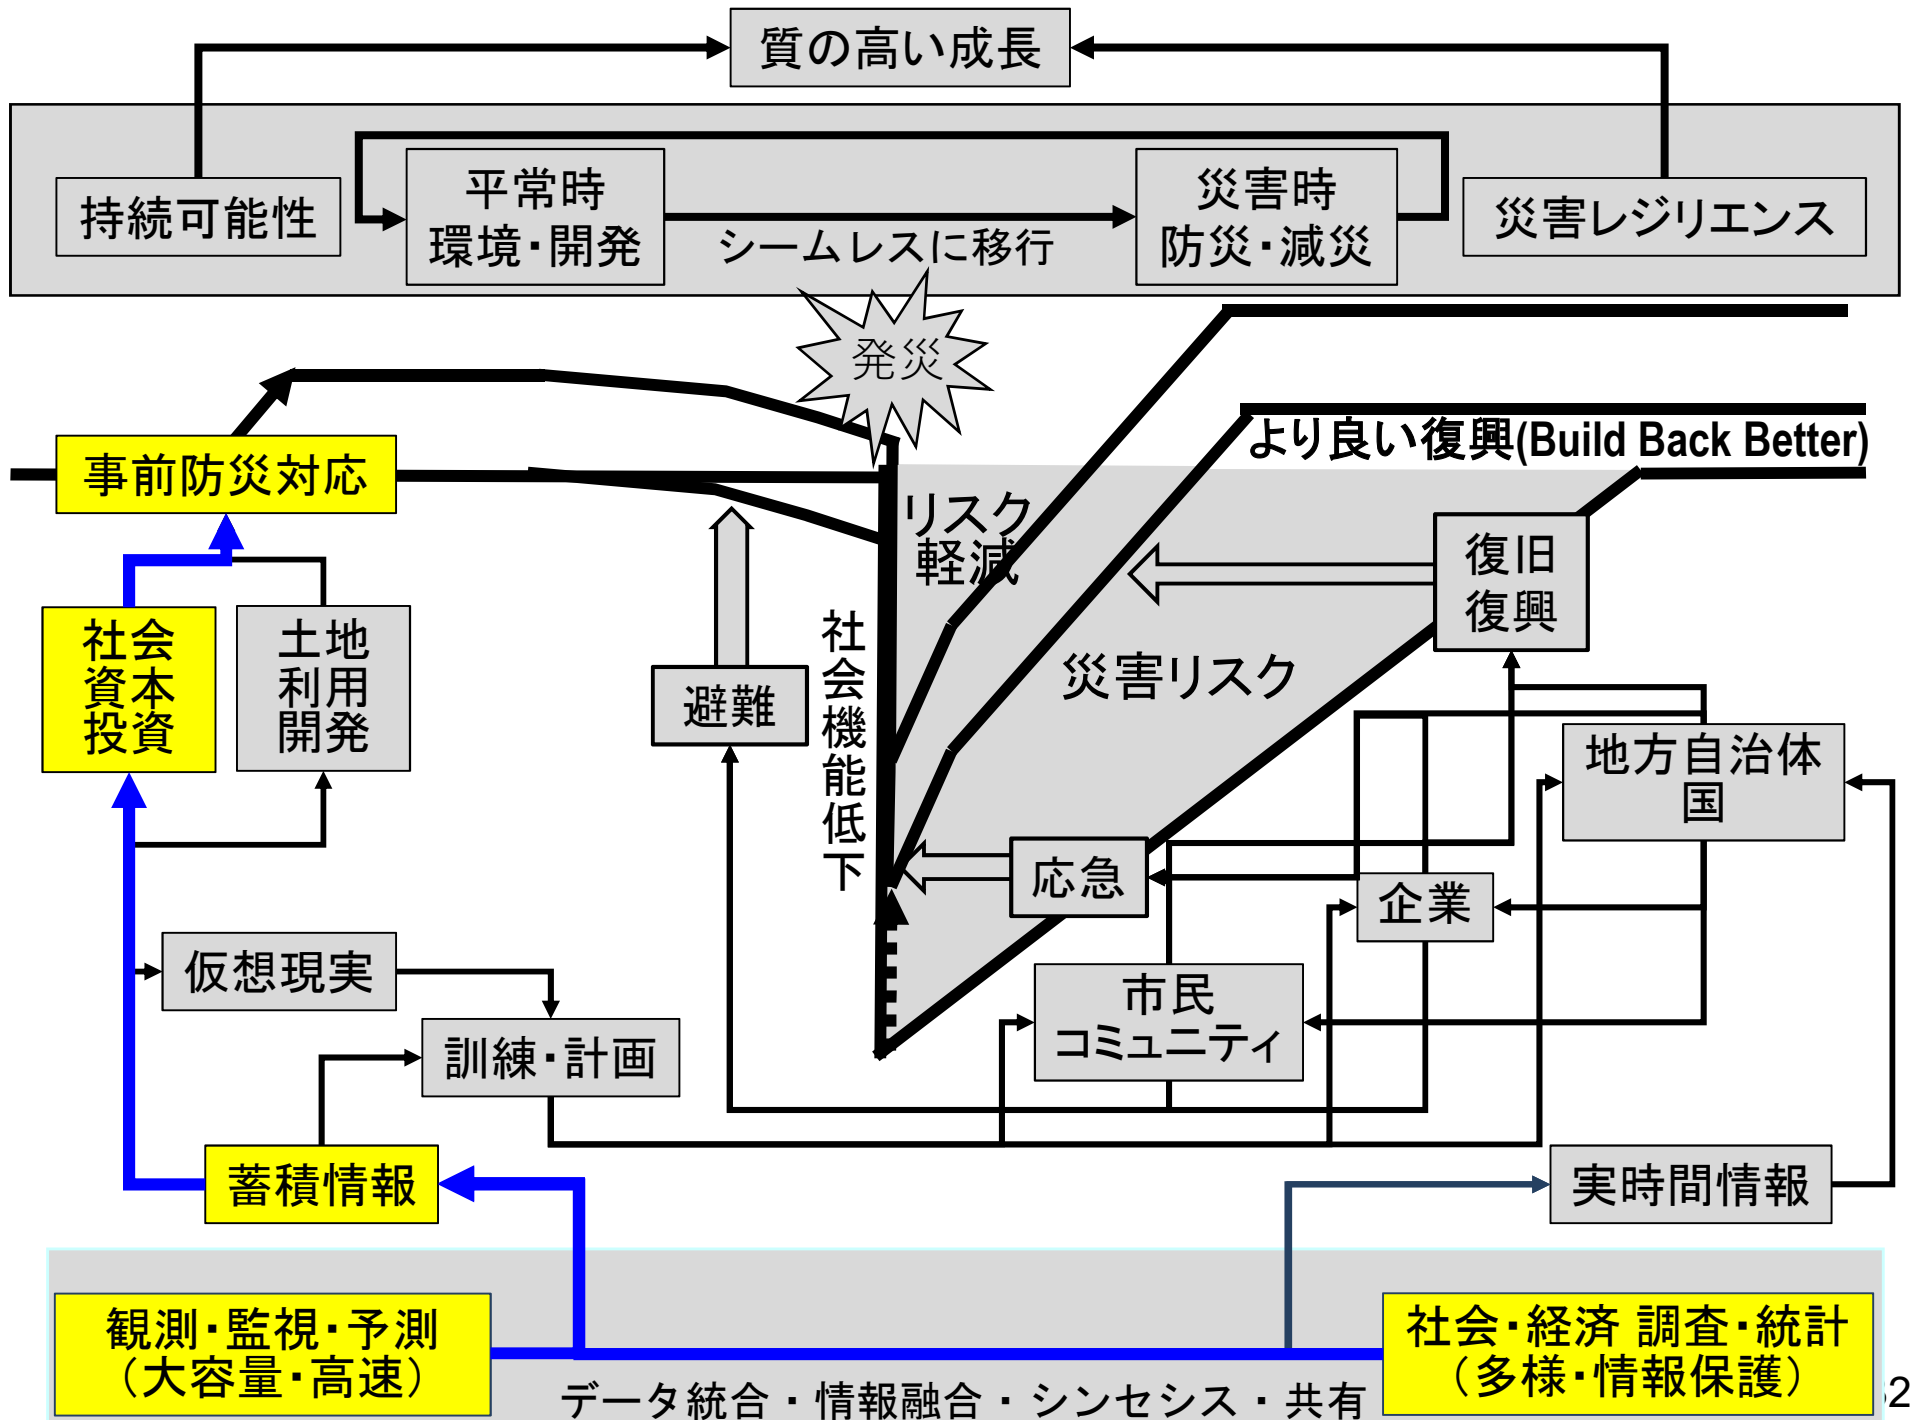 質の高い成長
持続可能性
平常時
環境・開発
シームレスに移行
災害時
防災・減災
災害レジリエンス
発災
より良い復興(Build Back Better)
事前防災対応
リスク
軽減
復旧
復興
社会
資本
投資
土地
利用
開発
避難
社会機能低下
災害リスク
地方自治体
国
応急
企業
仮想現実
市民
コミュニティ
訓練・計画
蓄積情報
実時間情報
観測・監視・予測
（大容量・高速）
社会・経済 調査・統計
（多様・情報保護）
データ統合・情報融合・シンセシス・共有